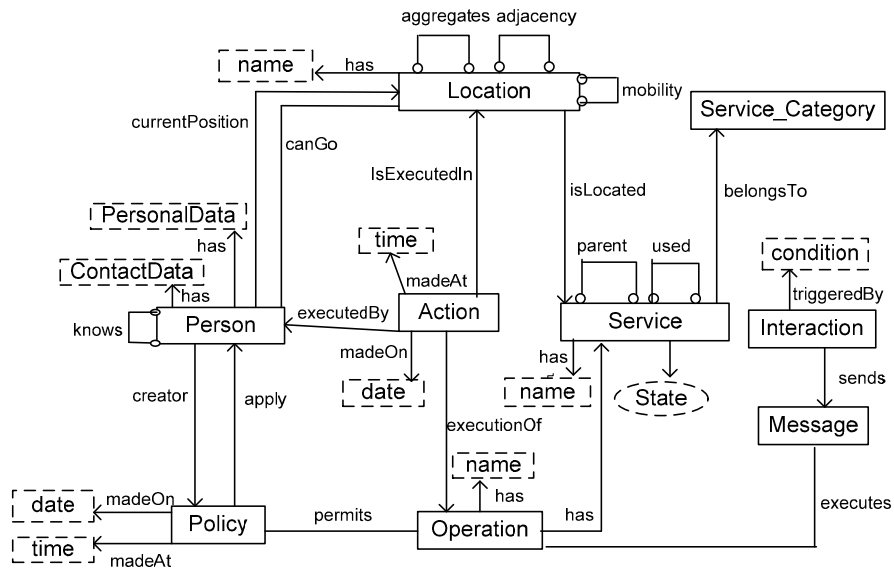 aggregates adjacency
name
has
Location
mobility
Service_Category
currentPosition
canGo
IsExecutedIn
isLocated
belongsTo
PersonalData
has
time
parent
used
condition
ContactData
has
madeAt
triggeredBy
knows
Person
executedBy
Action
Service
Interaction
madeOn
has
creator
apply
date
name
State
sends
Message
executionOf
name
has
date
madeOn
Policy
permits
Operation
has
executes
time
madeAt